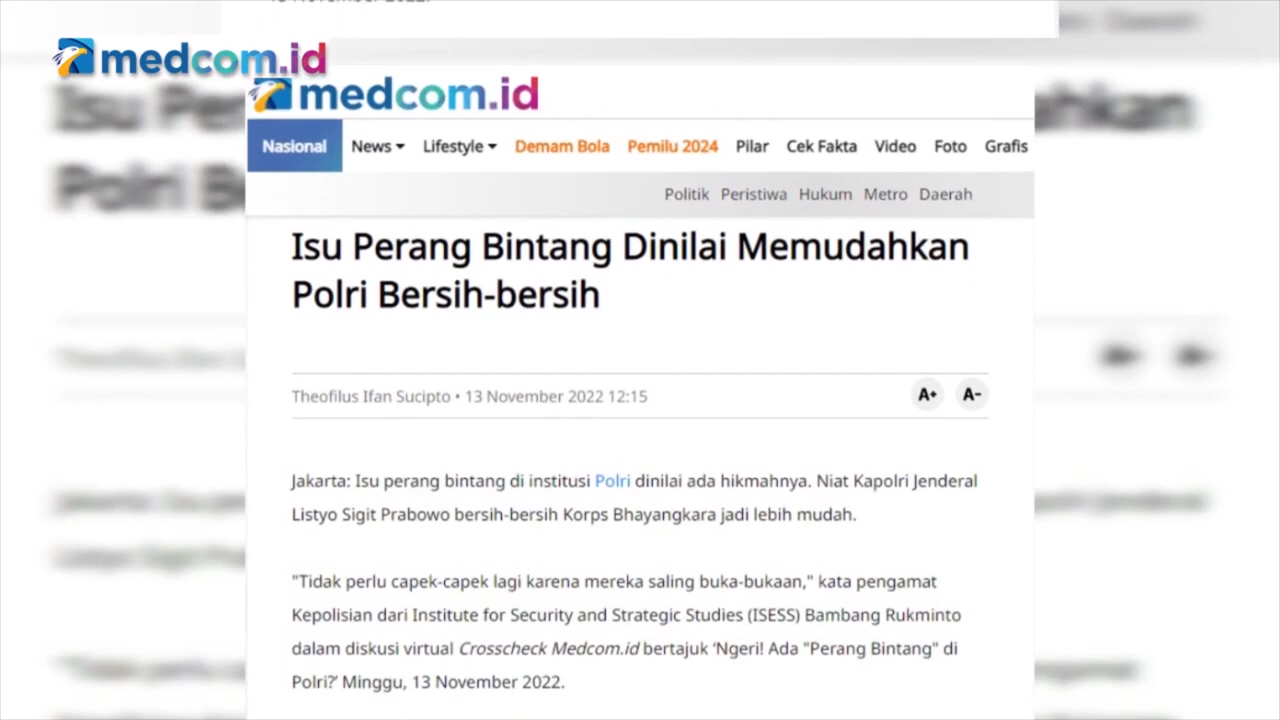 medcom.id
medcom.id
Nasional News Lifestyle Demam Bola Pemilu 2024 Pilar Cek Fakta Video Foto Grafis
Politik Peristiwa Hukum Metro Daerah
Isu Perang Bintang Dinilai Memudahkan
Polri Bersih-bersih
Theofilus Ifan Sucipto • 13 November 2022 12:15
A+ A-
Jakarta: Isu perang bintang di institusi Polri dinilai ada hikmahnya. Niat Kapolri Jenderal
Listyo Sigit Prabowo bersih-bersih Korps Bhayangkara jadi lebih mudah.
"Tidak perlu capek-capek lagi karena mereka saling buka-bukaan," kata pengamat
Kepolisian dari Institute for Security and Strategic Studies (ISESS) Bambang Rukminto
dalam diskusi virtual Crosscheck Medcom.id bertajuk ‘Ngeri! Ada "Perang Bintang" di
Polri?’ Minggu, 13 November 2022.